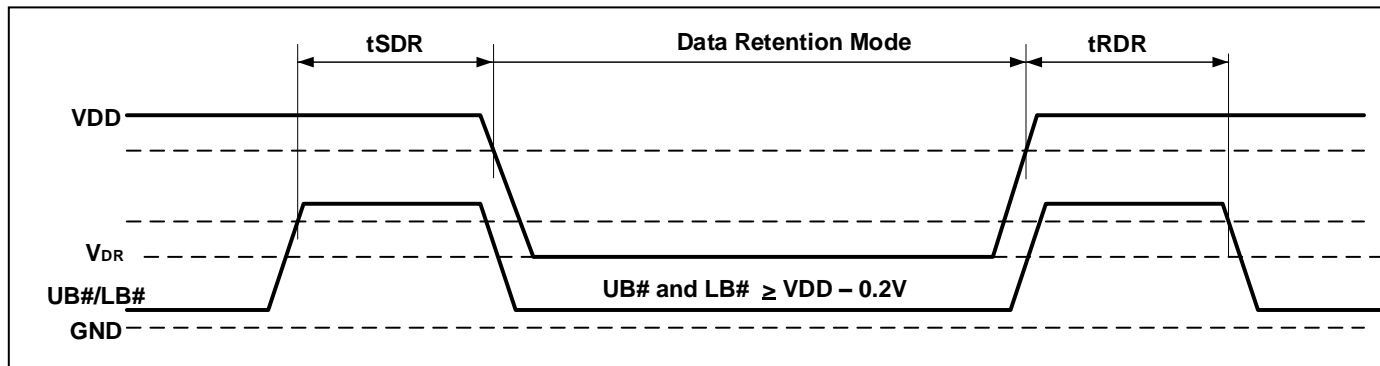 tSDR
Data Retention Mode
tRDR
VDD
VDR
UB#/LB#
UB# and LB# ≥ VDD – 0.2V
GND